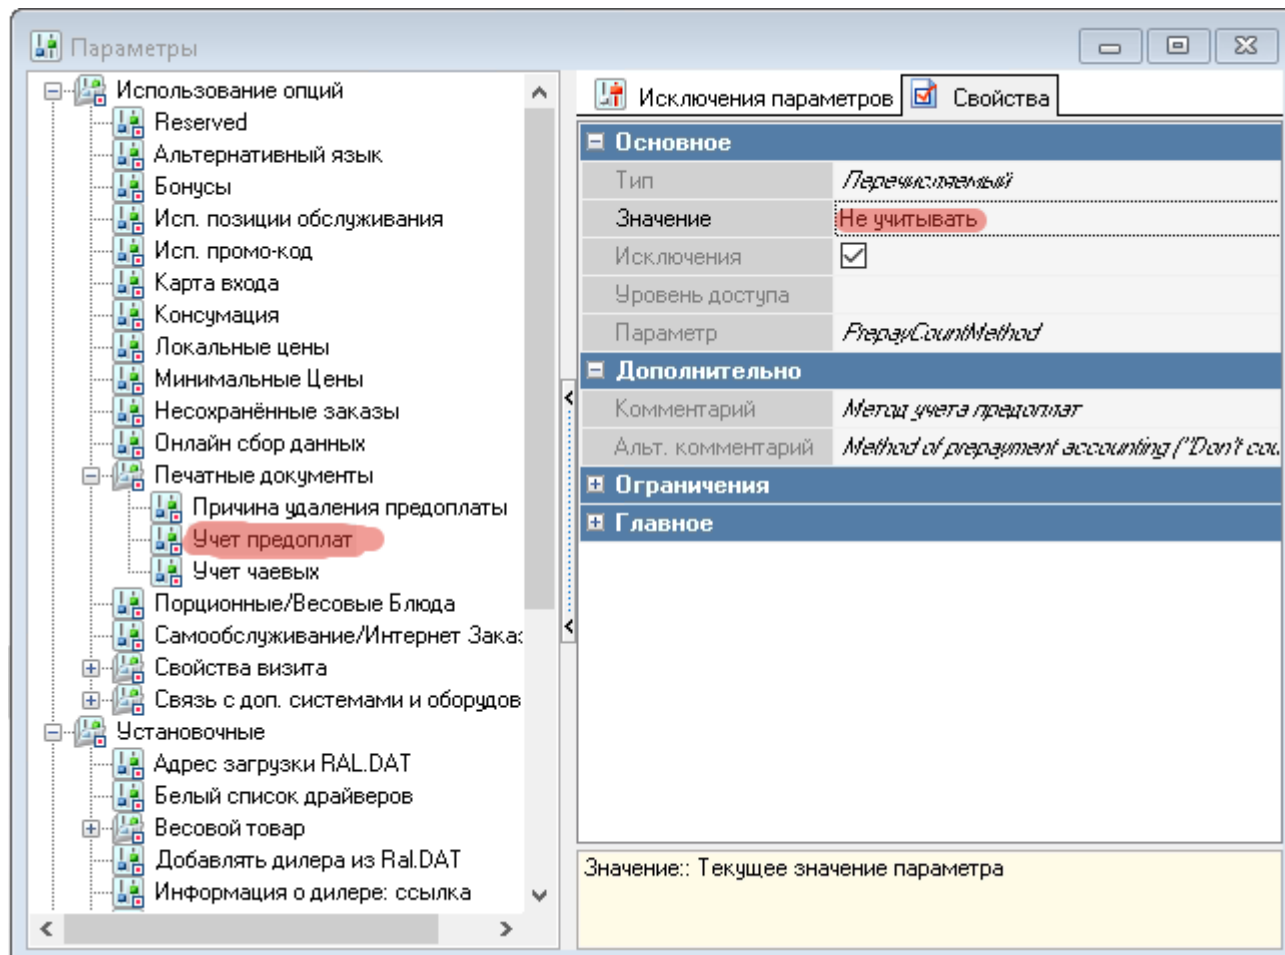 Параметры
Использование опций
Reserved
Альтернативный язык
Бонусы
Исп. позиции обслуживания
Исп. промо-код
Карта входа
Консумация
Локальные цены
Минимальные Цены
Несохранённые заказы
Онлайн сбор данных
Печатные документы
Причина удаления предоплаты
Учет предоплат
Учет чаевых
Порционные/Весовые Блюда
Самообслуживание/Интернет Заказ
Свойства визита
Связь с доп. системами и оборудов
Установочные
Адрес загрузки RAL.DAT
Белый список драйверов
Весовой товар
Добавлять дилера из Ral.DAT
Информация о дилере: ссылка
Исключения параметров Свойства
Основное
Тип Перечисляемый
Значение Не учитывать
Исключения
Уровень доступа
Параметр PrepayCountMethod
Дополнительно
Комментарий Метод учета предоплат
Альт. комментарий Method of prepayment accounting ("Don't cou
Ограничения
Главное
Значение:: Текущее значение параметра